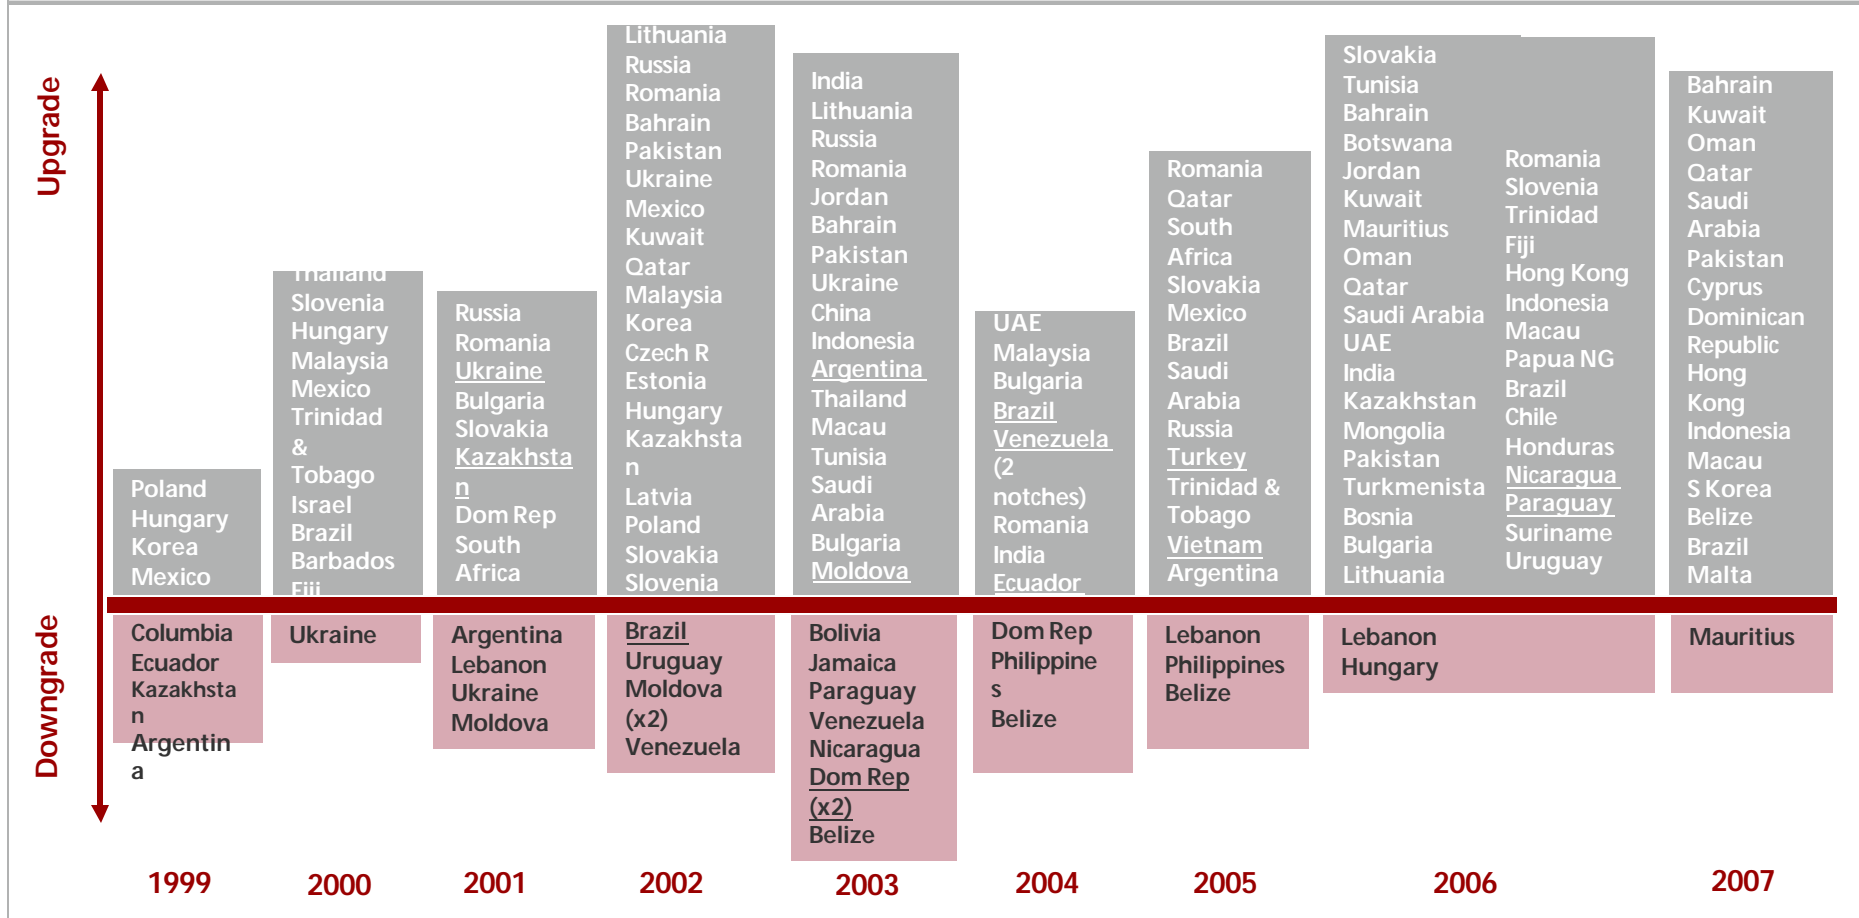 Upgrade
Downgrade
Poland
Hungary
Korea
Mexico
Columbia
Ecuador
Kazakhsta
n
Argentin
a
1999
Thailand
Slovenia
Hungary
Malaysia
Mexico
Trinidad
&
Tobago
Israel
Brazil
Barbados
Fiji
Ukraine
2000
Russia
Romania
Ukraine
Bulgaria
Slovakia
Kazakhsta
n
Dom Rep
South
Africa
Argentina
Lebanon
Ukraine
Moldova
2001
Lithuania
Russia
Romania
Bahrain
Pakistan
Ukraine
Mexico
Kuwait
Qatar
Malaysia
Korea
Czech R
Estonia
Hungary
Kazakhsta
n
Latvia
Poland
Slovakia
Slovenia
Brazil
Uruguay
Moldova
(x2)
Venezuela
2002
India
Lithuania
Russia
Romania
Jordan
Bahrain
Pakistan
Ukraine
China
Indonesia
Argentina
Thailand
Macau
Tunisia
Saudi
Arabia
Bulgaria
Moldova
Bolivia
Jamaica
Paraguay
Venezuela
Nicaragua
Dom Rep
(x2)
Belize
2003
UAE
Malaysia
Bulgaria
Brazil
Venezuela
(2
notches)
Romania
India
Ecuador
Dom Rep
Philippine
s
Belize
2004
Romania
Qatar
South
Africa
Slovakia
Mexico
Brazil
Saudi
Arabia
Russia
Turkey
Trinidad &
Tobago
Vietnam
Argentina
Lebanon
Philippines
Belize
2005
Slovakia
Tunisia
Bahrain
Botswana
Jordan
Kuwait
Mauritius
Oman
Qatar
Saudi Arabia
UAE
India
Kazakhstan
Mongolia
Pakistan
Turkmenista
Bosnia
Bulgaria
Lithuania
Romania
Slovenia
Trinidad
Fiji
Hong Kong
Indonesia
Macau
Papua NG
Brazil
Chile
Honduras
Nicaragua
Paraguay
Suriname
Uruguay
Lebanon
Hungary
2006
Bahrain
Kuwait
Oman
Qatar
Saudi
Arabia
Pakistan
Cyprus
Dominican
Republic
Hong
Kong
Indonesia
Macau
S Korea
Belize
Brazil
Malta
Mauritius
2007